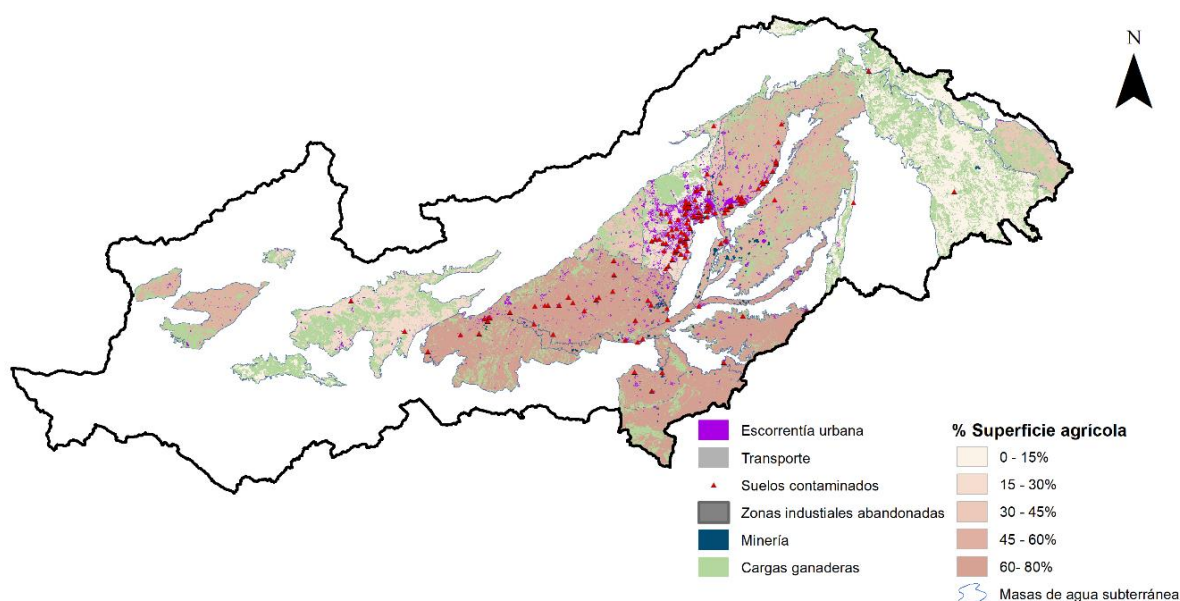 N
Escorrentía urbana
Transporte
Suelos contaminados
Zonas industiales abandonadas
Minería
Cargas ganaderas
% Superficie agrícola
0 - 15%
15 - 30%
30 - 45%
45 - 60%
60- 80%
Masas de agua subterránea